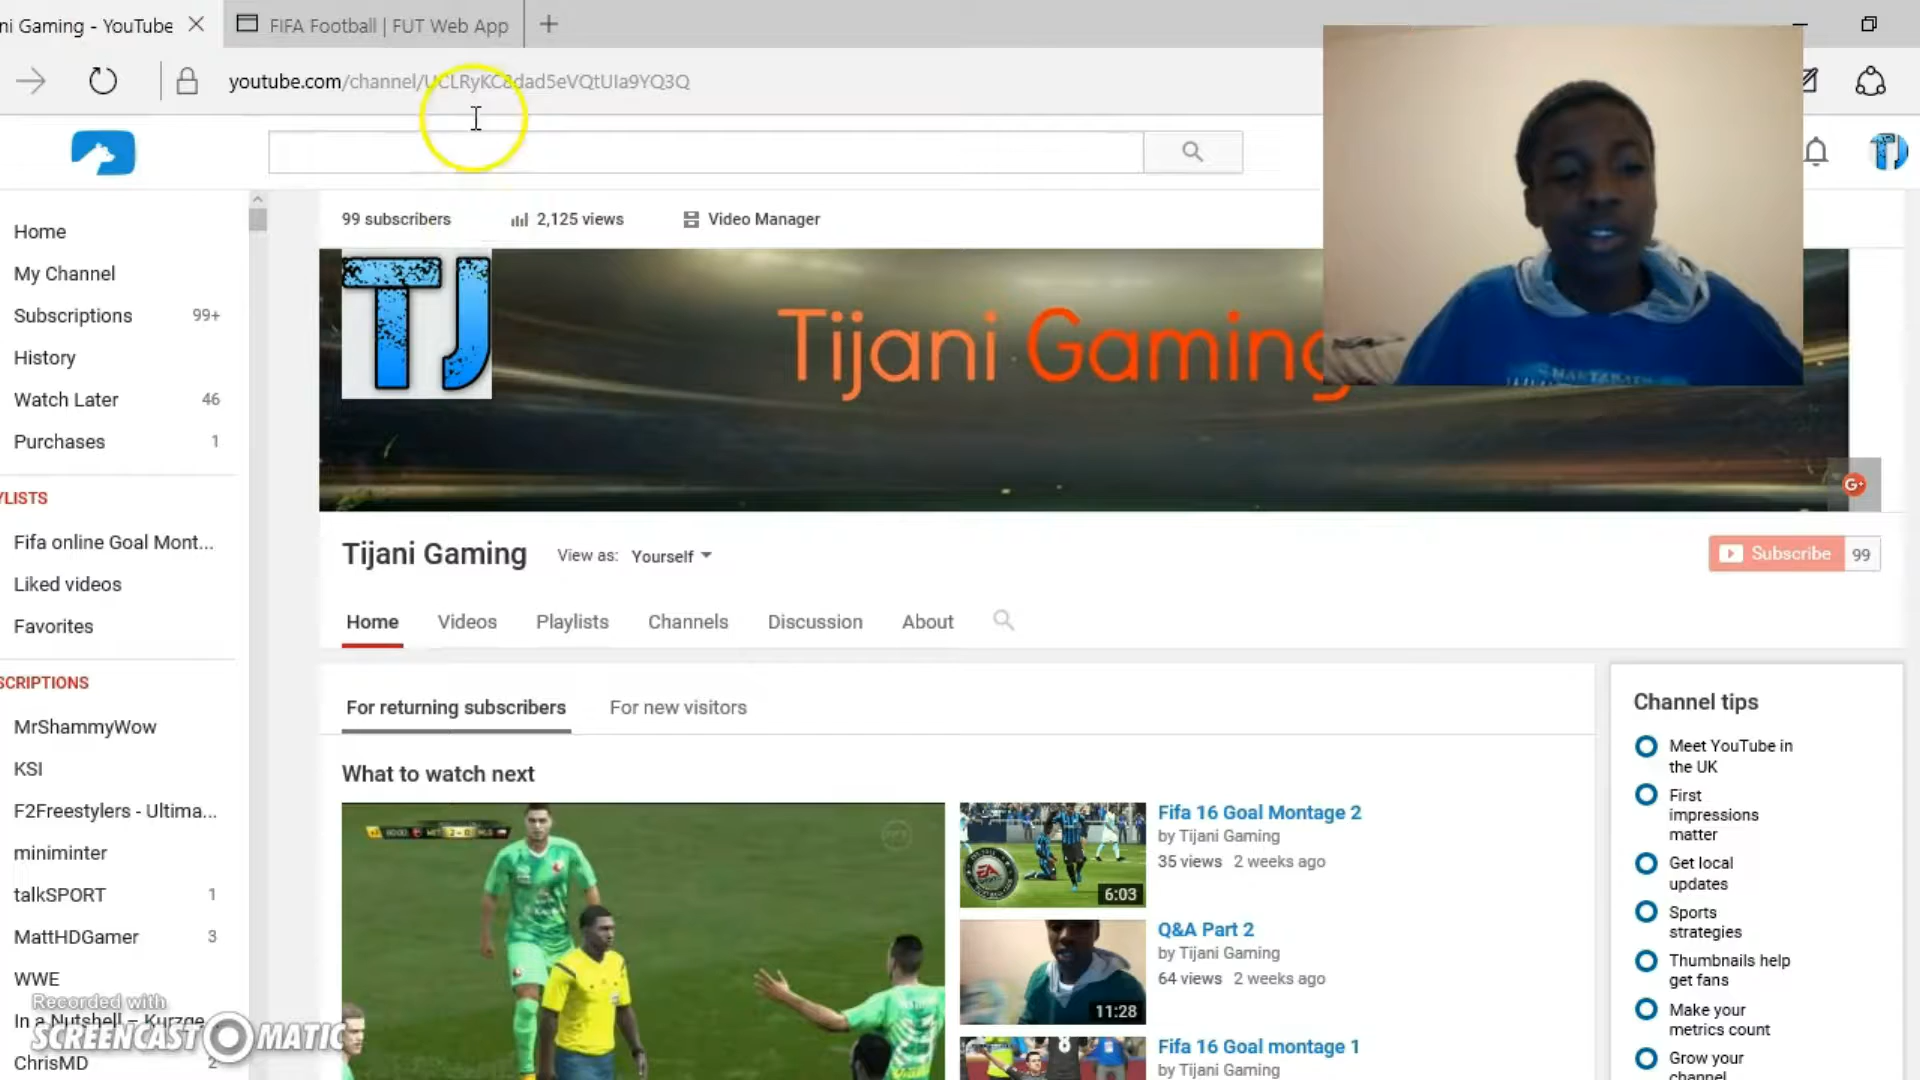 ni Gaming - YouTube
FIFA Football | FUT Web App
youtube.com/channel/UCLRyKC8dad5eVQtUIa9YQ3Q
TJ
99 subscribers
2,125 views
Video Manager
Home
My Channel
Subscriptions 99+
History
Watch Later 46
Purchases 1
YLISTS
Fifa online Goal Mont...
Liked videos
Favorites
SCRIPTIONS
MrShammyWow
KSI
F2Freestylers - Ultima...
miniminter
talkSPORT 1
MattHDGamer 3
WWE
In a Nutshell – Kurzge...
ChrisMD 2
Recorded with
SCREENCAST-O-MATIC
TJ
Tijani Gaming
G+
Tijani Gaming
View as: Yourself
Subscribe 99
Home
Videos
Playlists
Channels
Discussion
About
For returning subscribers
For new visitors
What to watch next
Fifa 16 Goal Montage 2
by Tijani Gaming
35 views 2 weeks ago
EA
SPORTS
6:03
Q&A Part 2
by Tijani Gaming
64 views 2 weeks ago
11:28
Fifa 16 Goal montage 1
by Tijani Gaming
8
Channel tips
Meet YouTube in
the UK
First
impressions
matter
Get local
updates
Sports
strategies
Thumbnails help
get fans
Make your
metrics count
Grow your
channel